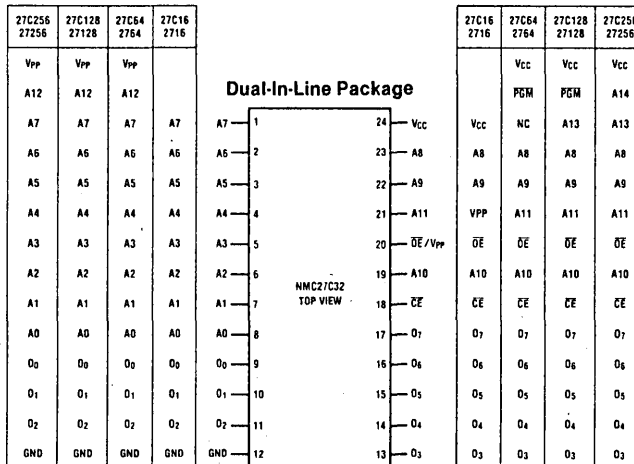 27C256 27C128 27C64 27C16
27256 27128 2764 2716
27C16 27C64 27C128 27C256
2716 2764 27128 27256
VPP VPP VPP
VCC VCC VCC
A12 A12 A12
Dual-In-Line Package
PGM PGM A14
A7 A7 A7 A7 A7 1 24 VCC VCC NC A13 A13
A6 A6 A6 A6 A6 2 23 A8 A8 A8 A8 A8
A5 A5 A5 A5 A5 3 22 A9 A9 A9 A9 A9
A4 A4 A4 A4 A4 4 21 A11 VPP A11 A11 A11
A3 A3 A3 A3 A3 5 20 OE/VPP OE OE OE OE
A2 A2 A2 A2 A2 6 19 A10 A10 A10 A10 A10
NMC27C32
TOP VIEW
A1 A1 A1 A1 A1 7 18 CE CE CE CE CE
A0 A0 A0 A0 A0 8 17 O7 O7 O7 O7 O7
O0 O0 O0 O0 O0 9 16 O6 O6 O6 O6 O6
O1 O1 O1 O1 O1 10 15 O5 O5 O5 O5 O5
O2 O2 O2 O2 O2 11 14 O4 O4 O4 O4 O4
GND GND GND GND GND 12 13 O3 O3 O3 O3 O3